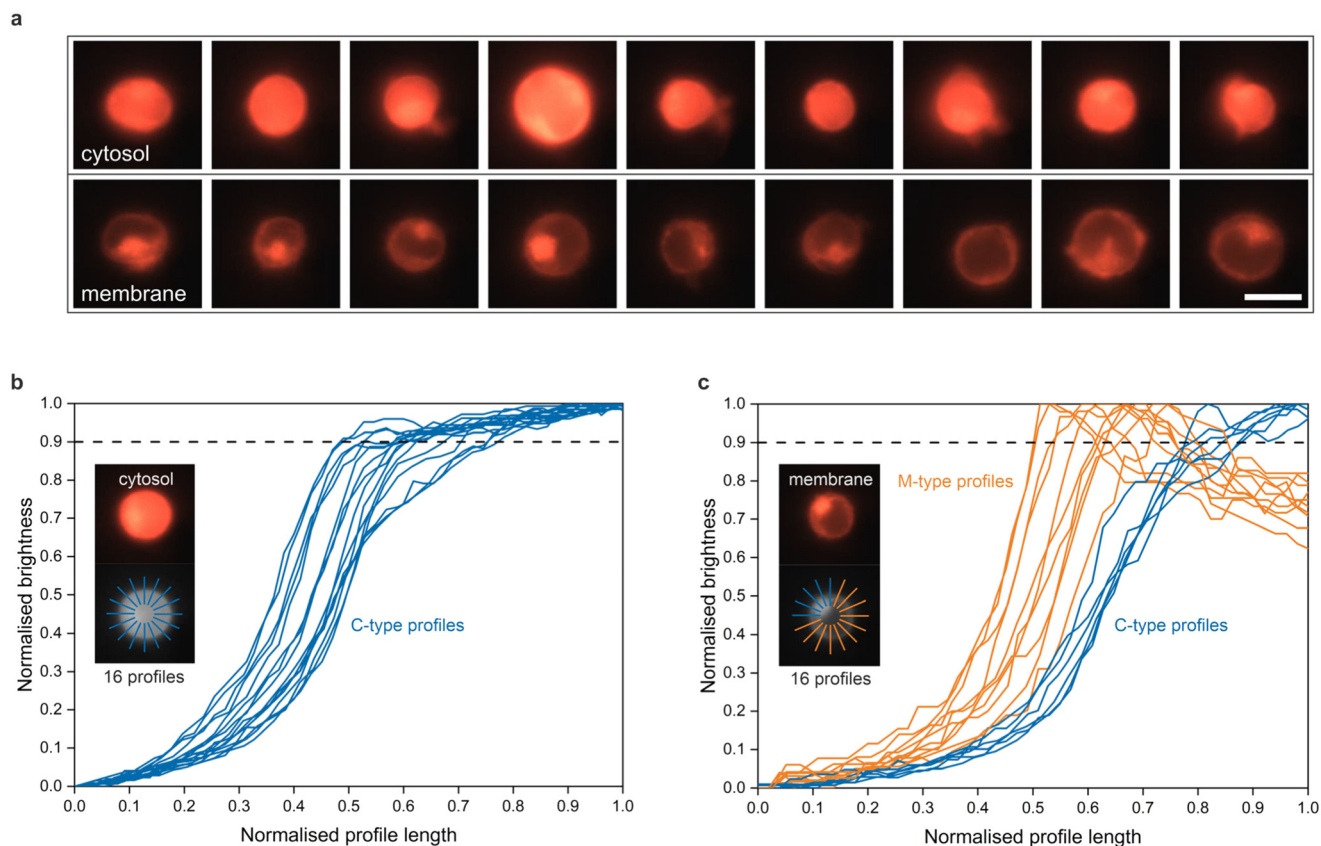 a
cytosol
membrane
b
c
1.0
0.9
0.8
0.7
0.6
0.5
0.4
0.3
0.2
0.1
0.0
Normalised brightness
cytosol
16 profiles
C-type profiles
0.0 0.1 0.2 0.3 0.4 0.5 0.6 0.7 0.8 0.9 1.0
Normalised profile length
1.0
0.9
0.8
0.7
0.6
0.5
0.4
0.3
0.2
0.1
0.0
Normalised brightness
membrane
16 profiles
M-type profiles
C-type profiles
0.0 0.1 0.2 0.3 0.4 0.5 0.6 0.7 0.8 0.9 1.0
Normalised profile length